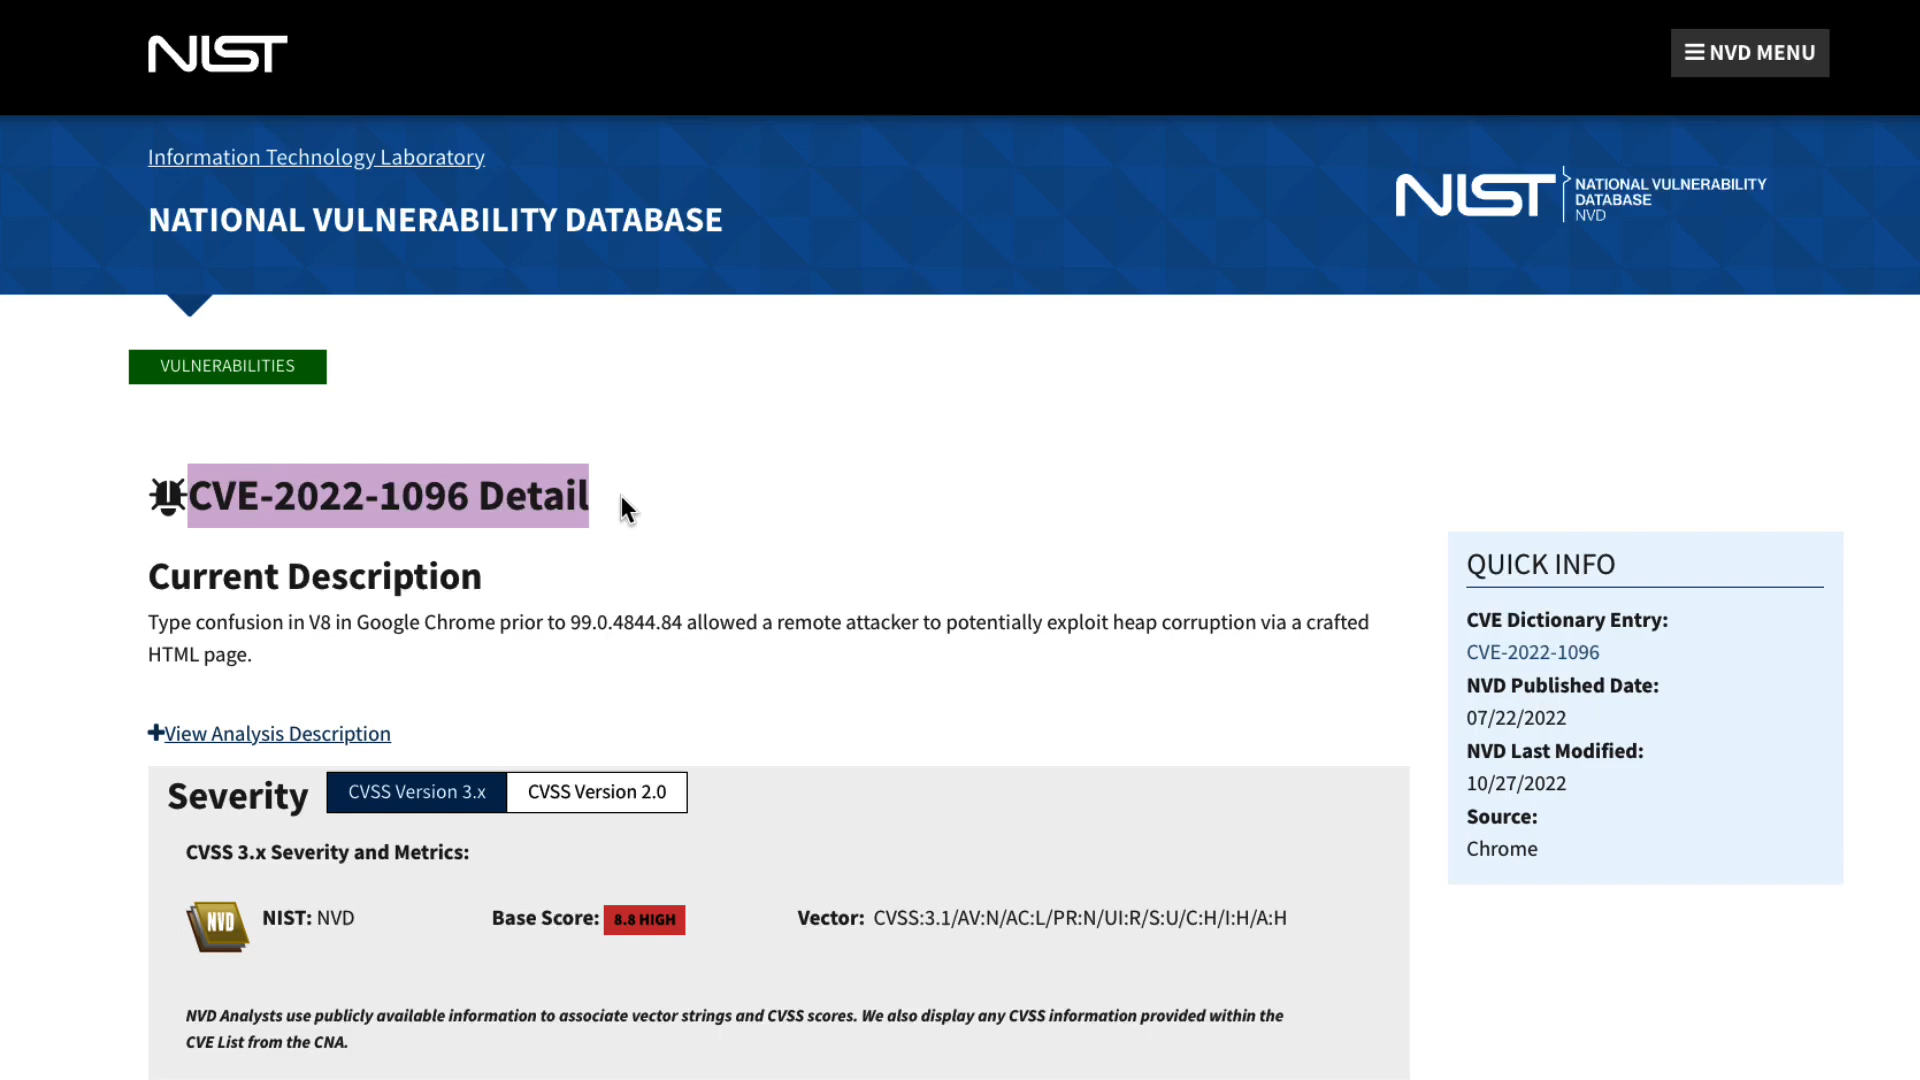 NIST
NVD MENU
Information Technology Laboratory
NATIONAL VULNERABILITY DATABASE
NIST
NATIONAL VULNERABILITY
DATABASE
NVD
VULNERABILITIES
CVE-2022-1096 Detail
Current Description
Type confusion in V8 in Google Chrome prior to 99.0.4844.84 allowed a remote attacker to potentially exploit heap corruption via a crafted
HTML page.
View Analysis Description
Severity
CVSS Version 3.x
CVSS Version 2.0
CVSS 3.x Severity and Metrics:
NVD
NIST: NVD
Base Score: 8.8 HIGH
Vector: CVSS:3.1/AV:N/AC:L/PR:N/UI:R/S:U/C:H/I:H/A:H
NVD Analysts use publicly available information to associate vector strings and CVSS scores. We also display any CVSS information provided within the
CVE List from the CNA.
QUICK INFO
CVE Dictionary Entry:
CVE-2022-1096
NVD Published Date:
07/22/2022
NVD Last Modified:
10/27/2022
Source:
Chrome